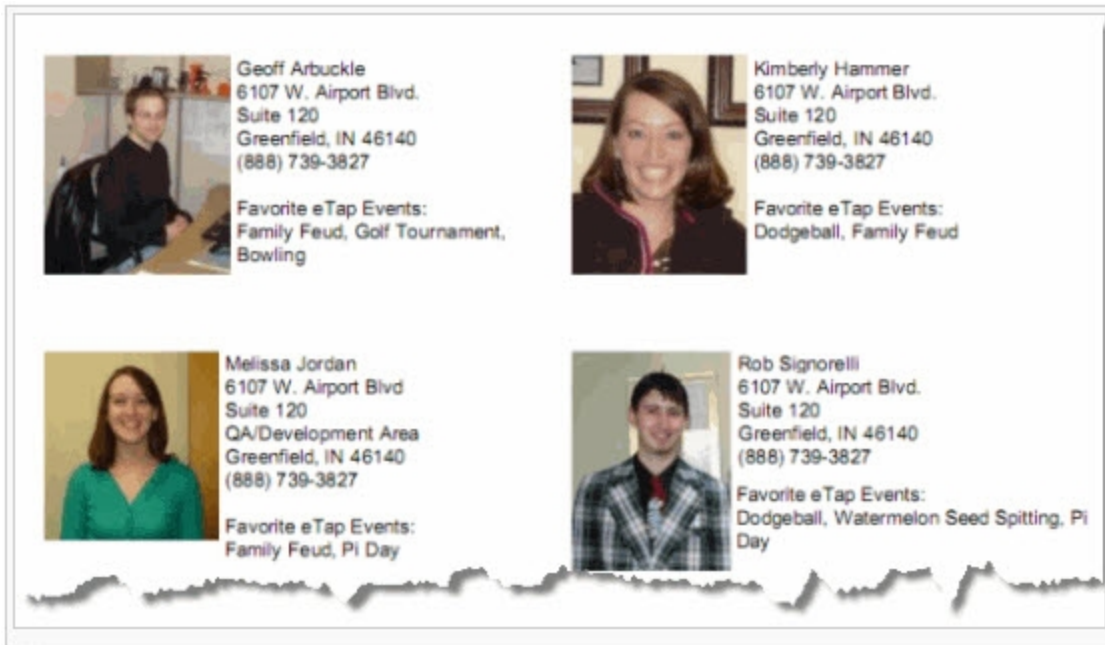 Geoff Arbuckle
6107 W. Airport Blvd.
Suite 120
Greenfield, IN 46140
(888) 739-3827
Favorite eTap Events:
Family Feud, Golf Tournament,
Bowling
Kimberly Hammer
6107 W. Airport Blvd.
Suite 120
Greenfield, IN 46140
(888) 739-3827
Favorite eTap Events:
Dodgeball, Family Feud
Melissa Jordan
6107 W. Airport Blvd
Suite 120
QA/Development Area
Greenfield, IN 46140
(888) 739-3827
Favorite eTap Events:
Family Feud, Pi Day
Rob Signorelli
6107 W. Airport Blvd.
Suite 120
Greenfield, IN 46140
(888) 739-3827
Favorite eTap Events:
Dodgeball, Watermelon Seed Spitting, Pi
Day